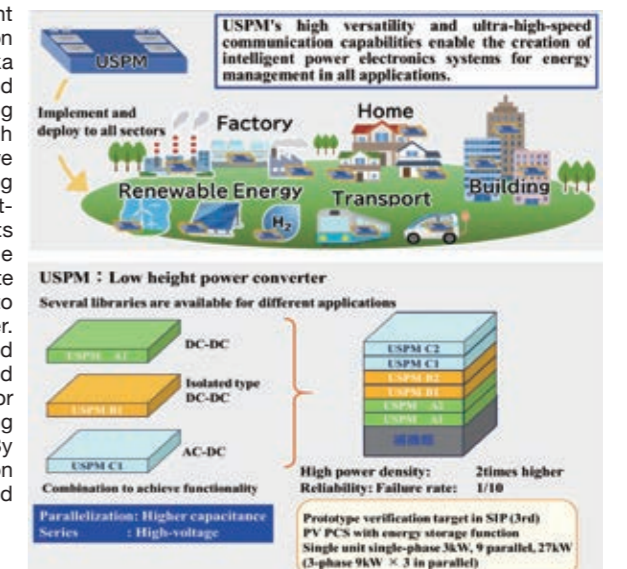 USPM
USPM's high versatility and ultra-high-speed
communication capabilities enable the creation of
intelligent power electronics systems for energy
management in all applications.
Implement and
deploy to all sectors
Factory
Home
Building
Renewable Energy
Transport
H2
USPM：Low height power converter
Several libraries are available for different applications
USPM A1
DC-DC
USPM B1
Isolated type
DC-DC
USPM C1
AC-DC
Combination to achieve functionality
Parallelization: Higher capacitance
Series : High-voltage
USPM C2
USPM C1
USPM B2
USPM B1
USPM A2
USPM A1
High power density: 2times higher
Reliability: Failure rate: 1/10
Prototype verification target in SIP (3rd)
PV PCS with energy storage function
Single unit single-phase 3kW, 9 parallel, 27kW
(3-phase 9kW × 3 in parallel)